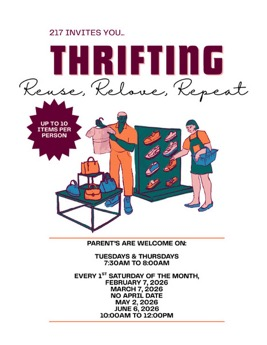 217 INVITES YOU..
THRIFTING
Reuse, Relove, Repeat
UP TO 10
ITEMS PER
PERSON
PARENT'S ARE WELCOME ON:
TUESDAYS & THURSDAYS
7:30AM TO 8:00AM
EVERY 1ST SATURDAY OF THE MONTH,
FEBRUARY 7, 2026
MARCH 7, 2026
NO APRIL DATE
MAY 2, 2026
JUNE 6, 2026
10:00AM TO 12:00PM